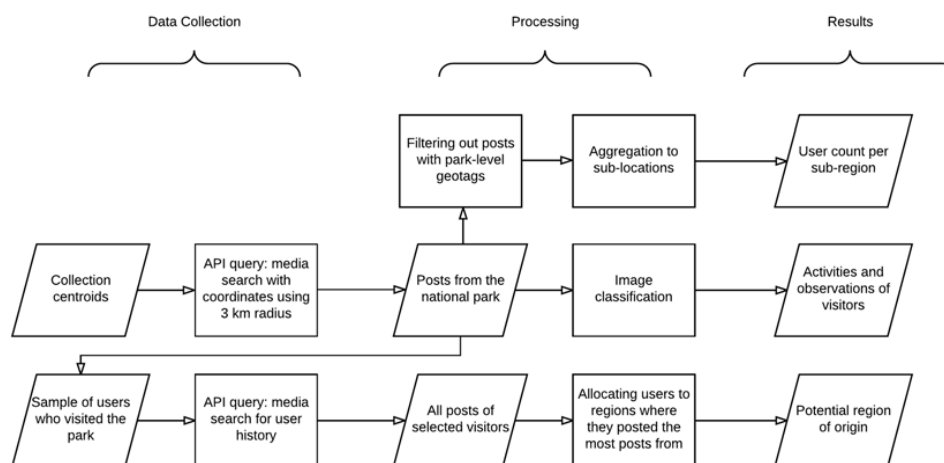 Data Collection
Processing
Results
Filtering out posts
with park-level
geotags
Aggregation to
sub-locations
User count per
sub-region
Collection
centroids
API query: media
search with
coordinates using
3 km radius
Posts from the
national park
Image
classification
Activities and
observations of
visitors
Sample of users
who visited the
park
API query: media
search for user
history
All posts of
selected visitors
Allocating users to
regions where
they posted the
most posts from
Potential region
of origin